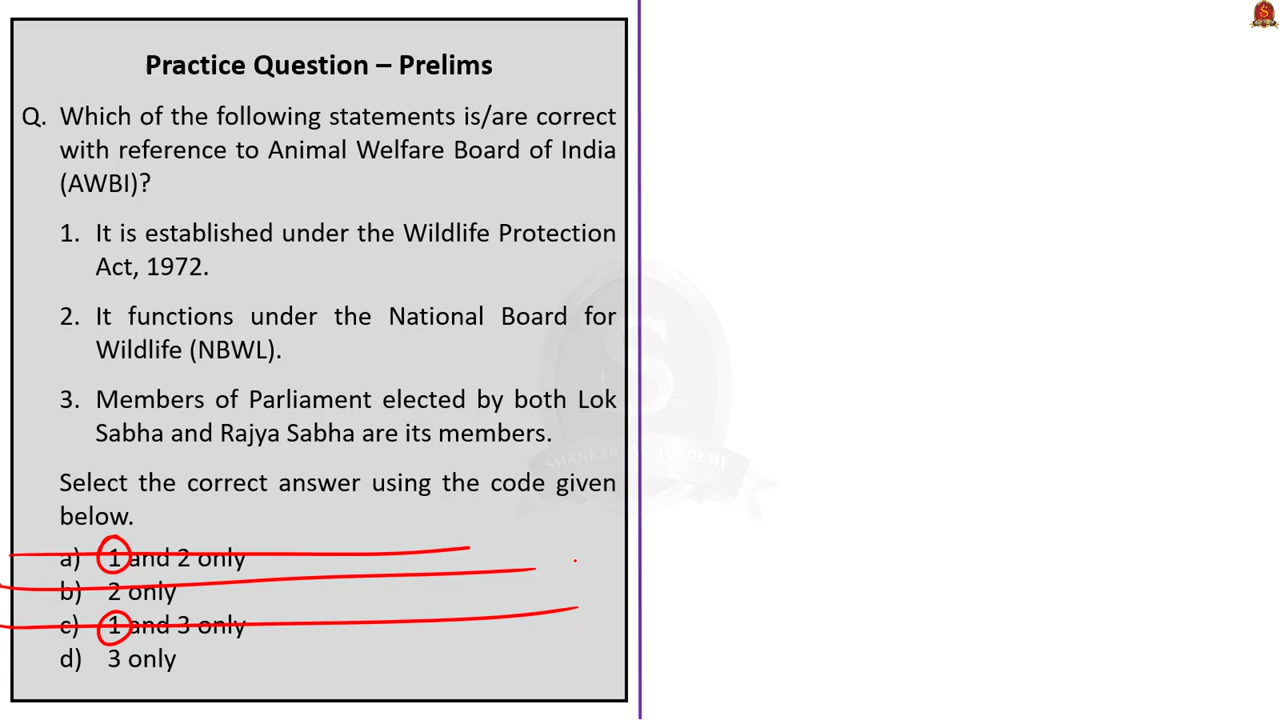 Practice Question – Prelims
Q. Which of the following statements is/are correct
with reference to Animal Welfare Board of India
(AWBI)?
1. It is established under the Wildlife Protection
Act, 1972.
2. It functions under the National Board for
Wildlife (NBWL).
3. Members of Parliament elected by both Lok
Sabha and Rajya Sabha are its members.
Select the correct answer using the code given
below.
a) 1 and 2 only
b) 2 only
c) 1 and 3 only
d) 3 only
S
S
SHANKAR IAS ACADEMY